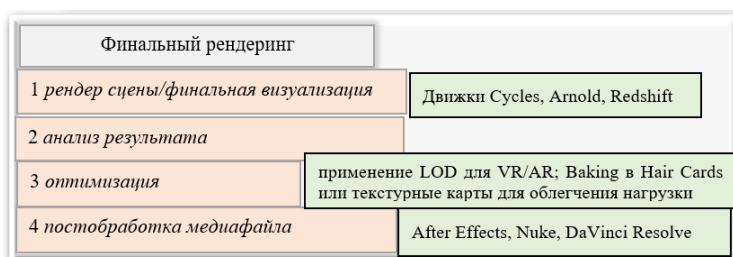 Финальный рендеринг
1 рендер сцены/финальная визуализация
Движки Cycles, Arnold, Redshift
2 анализ результата
3 оптимизация
применение LOD для VR/AR; Baking в Hair Cards
или текстурные карты для облегчения нагрузки
4 постобработка медиафайла
After Effects, Nuke, DaVinci Resolve